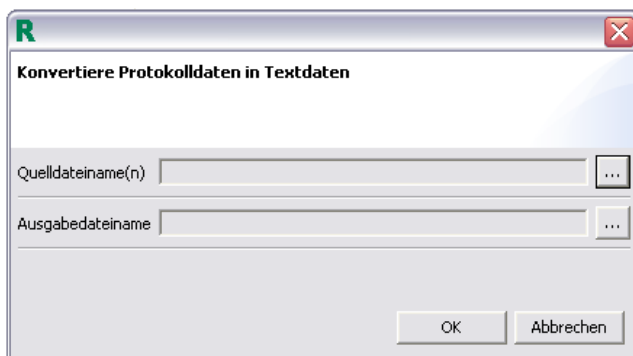 R
Konvertiere Protokolldaten in Textdaten
Quelldateiname(n) ...
Ausgabedateiname ...
OK Abbrechen